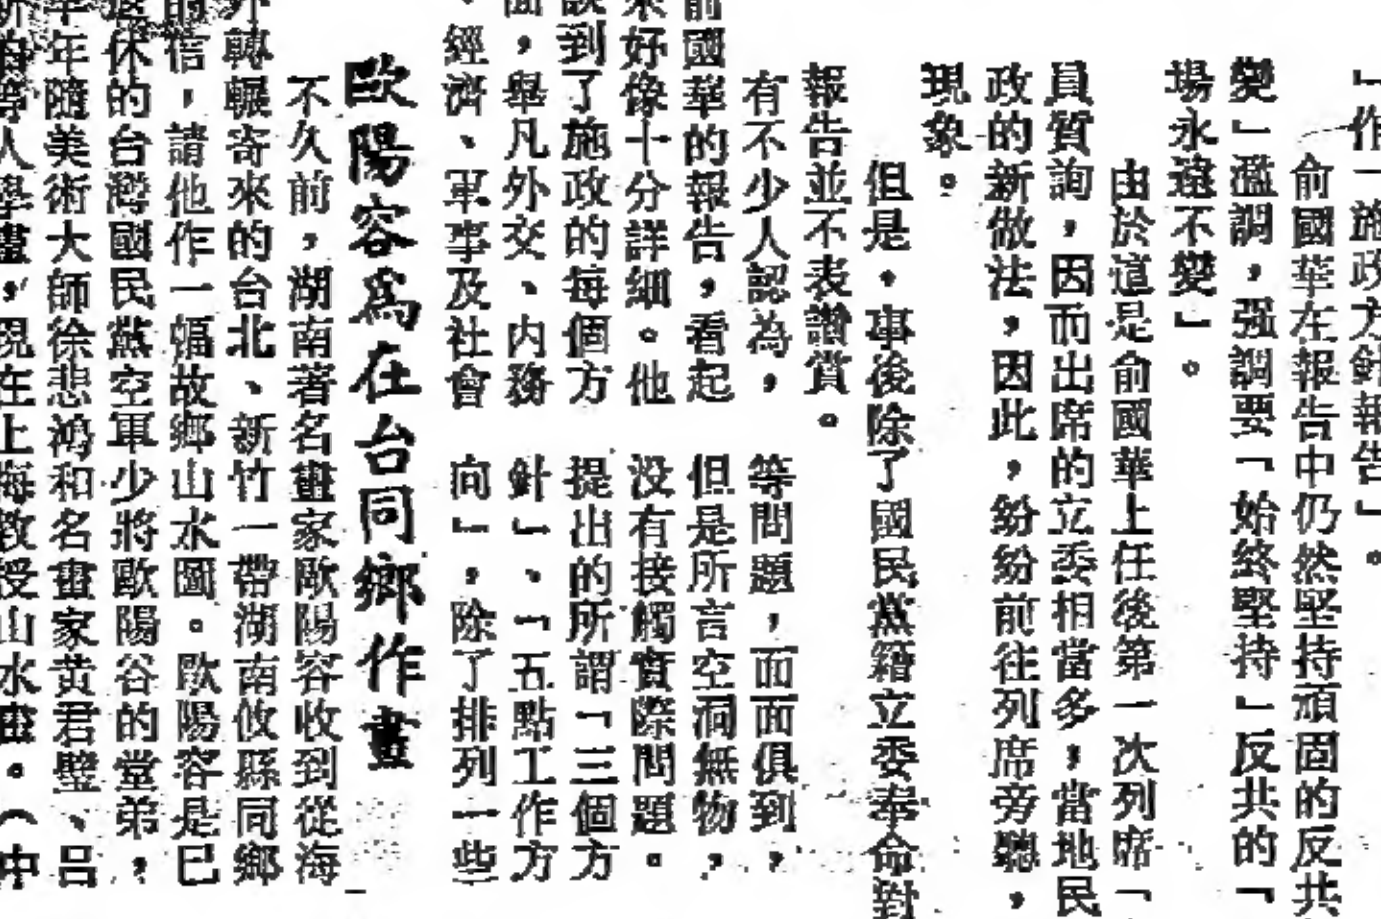 」作「施政方針報告」。
俞國華在報告中仍然堅持頑固的反共
變」濫調，强調要「始終堅持」反共的「
場永遠不變」。
由於這是俞國華上任後第一次列席「
員質詢，因而出席的立委相當多，當地民
政的新做法，因此，紛紛前往列席旁聽，
現象。
但是，事後除了國民黨籍立委奉命對
報告並不表讚賞。
有不少人認為，
國華的報告，看起
來好像十分詳細。他
談到了施政的每個方
面，舉凡外交、内務
、經濟、軍事及社會
等問題，面面俱到，
但是所言空洞無物，
没有接觸實際問題。
提出的所謂「三個方
針」、「五點工作方
向」，除了排列一些
歐陽容爲在台同鄉作畫
不久前，湖南著名畫家歐陽容收到從海
外轉輾寄來的台北、新竹一帶湖南攸縣同鄉
的信，請他作一幅故鄉山水圖。歐陽容是已
退休的台灣國民黨空軍少將歐陽谷的堂弟，
年隨美術大師徐悲鴻和名畫家黄君璧、吕
等人學畫，現在上海教授山水畫。（中